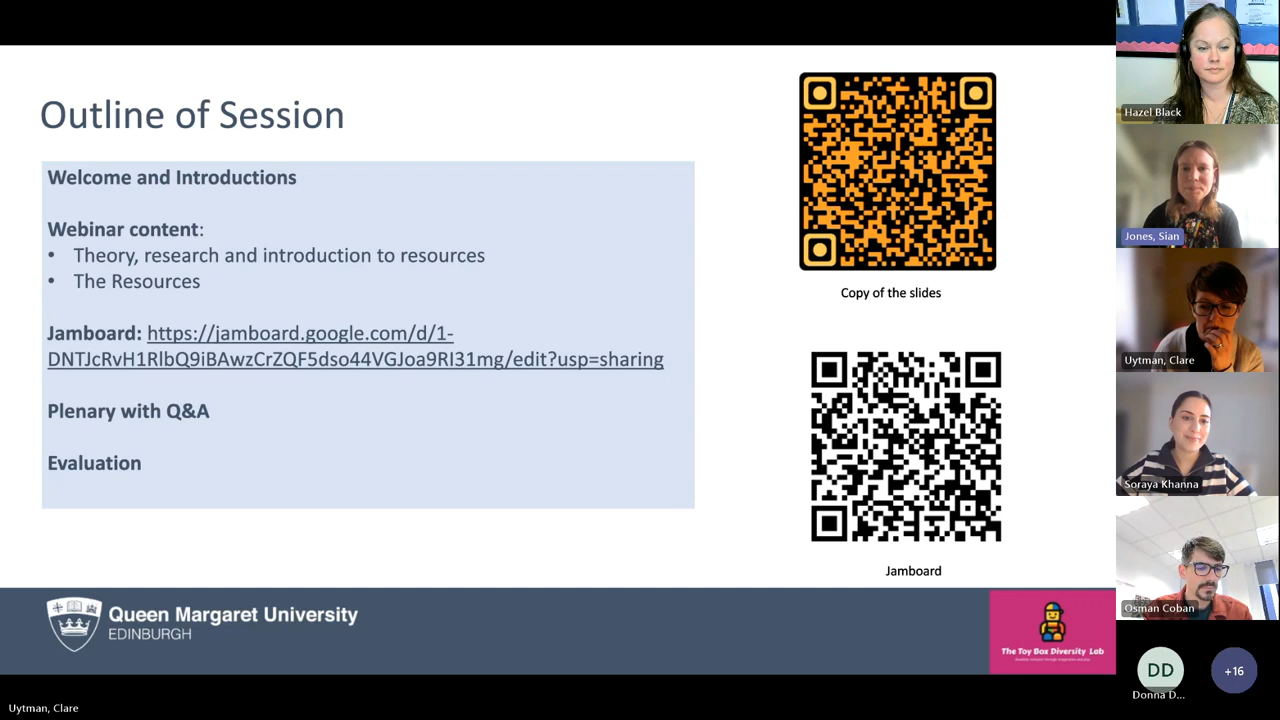 Outline of Session
Welcome and Introductions
Webinar content:
• Theory, research and introduction to resources
• The Resources
Jamboard: https://jamboard.google.com/d/1-
DNTJcRvH1RlbQ9iBAwzCrZQF5dso44VGJoa9RI31mg/edit?usp=sharing
Plenary with Q&A
Evaluation
Copy of the slides
Jamboard
Queen Margaret University
EDINBURGH
The Toy Box Diversity Lab
Hazel Black
Jones, Sian
Uytman, Clare
Soraya Khanna
Osman Coban
DD
Donna D...
+16
Uytman, Clare